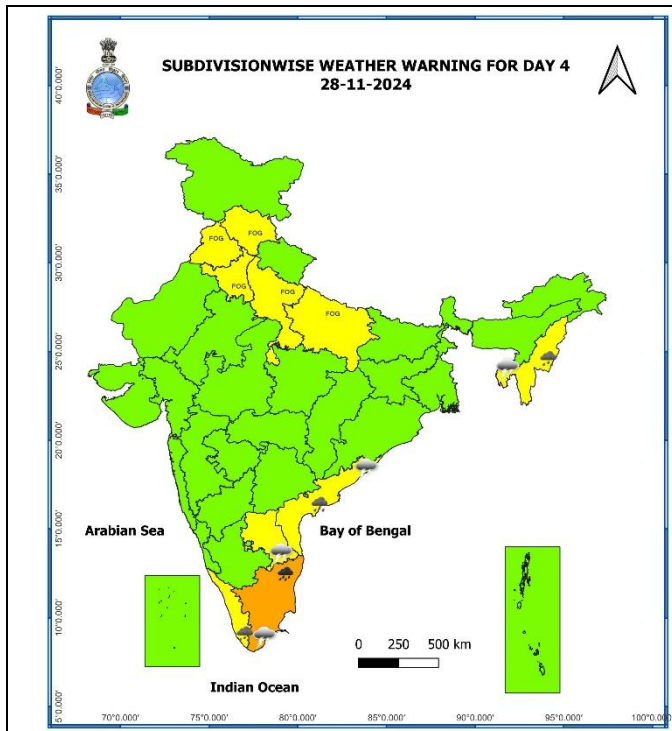 SUBDIVISIONWISE WEATHER WARNING FOR DAY 4
28-11-2024
40°0.000'
35°0.000'
30°0.000'
25°0.000'
20°0.000'
15°0.000'
10°0.000'
5°0.000'
FOG
FOG
FOG
FOG
FOG
Arabian Sea
Bay of Bengal
0 250 500 km
Indian Ocean
70°0.000' 75°0.000' 80°0.000' 85°0.000' 90°0.000' 95°0.000' 100°0.000'